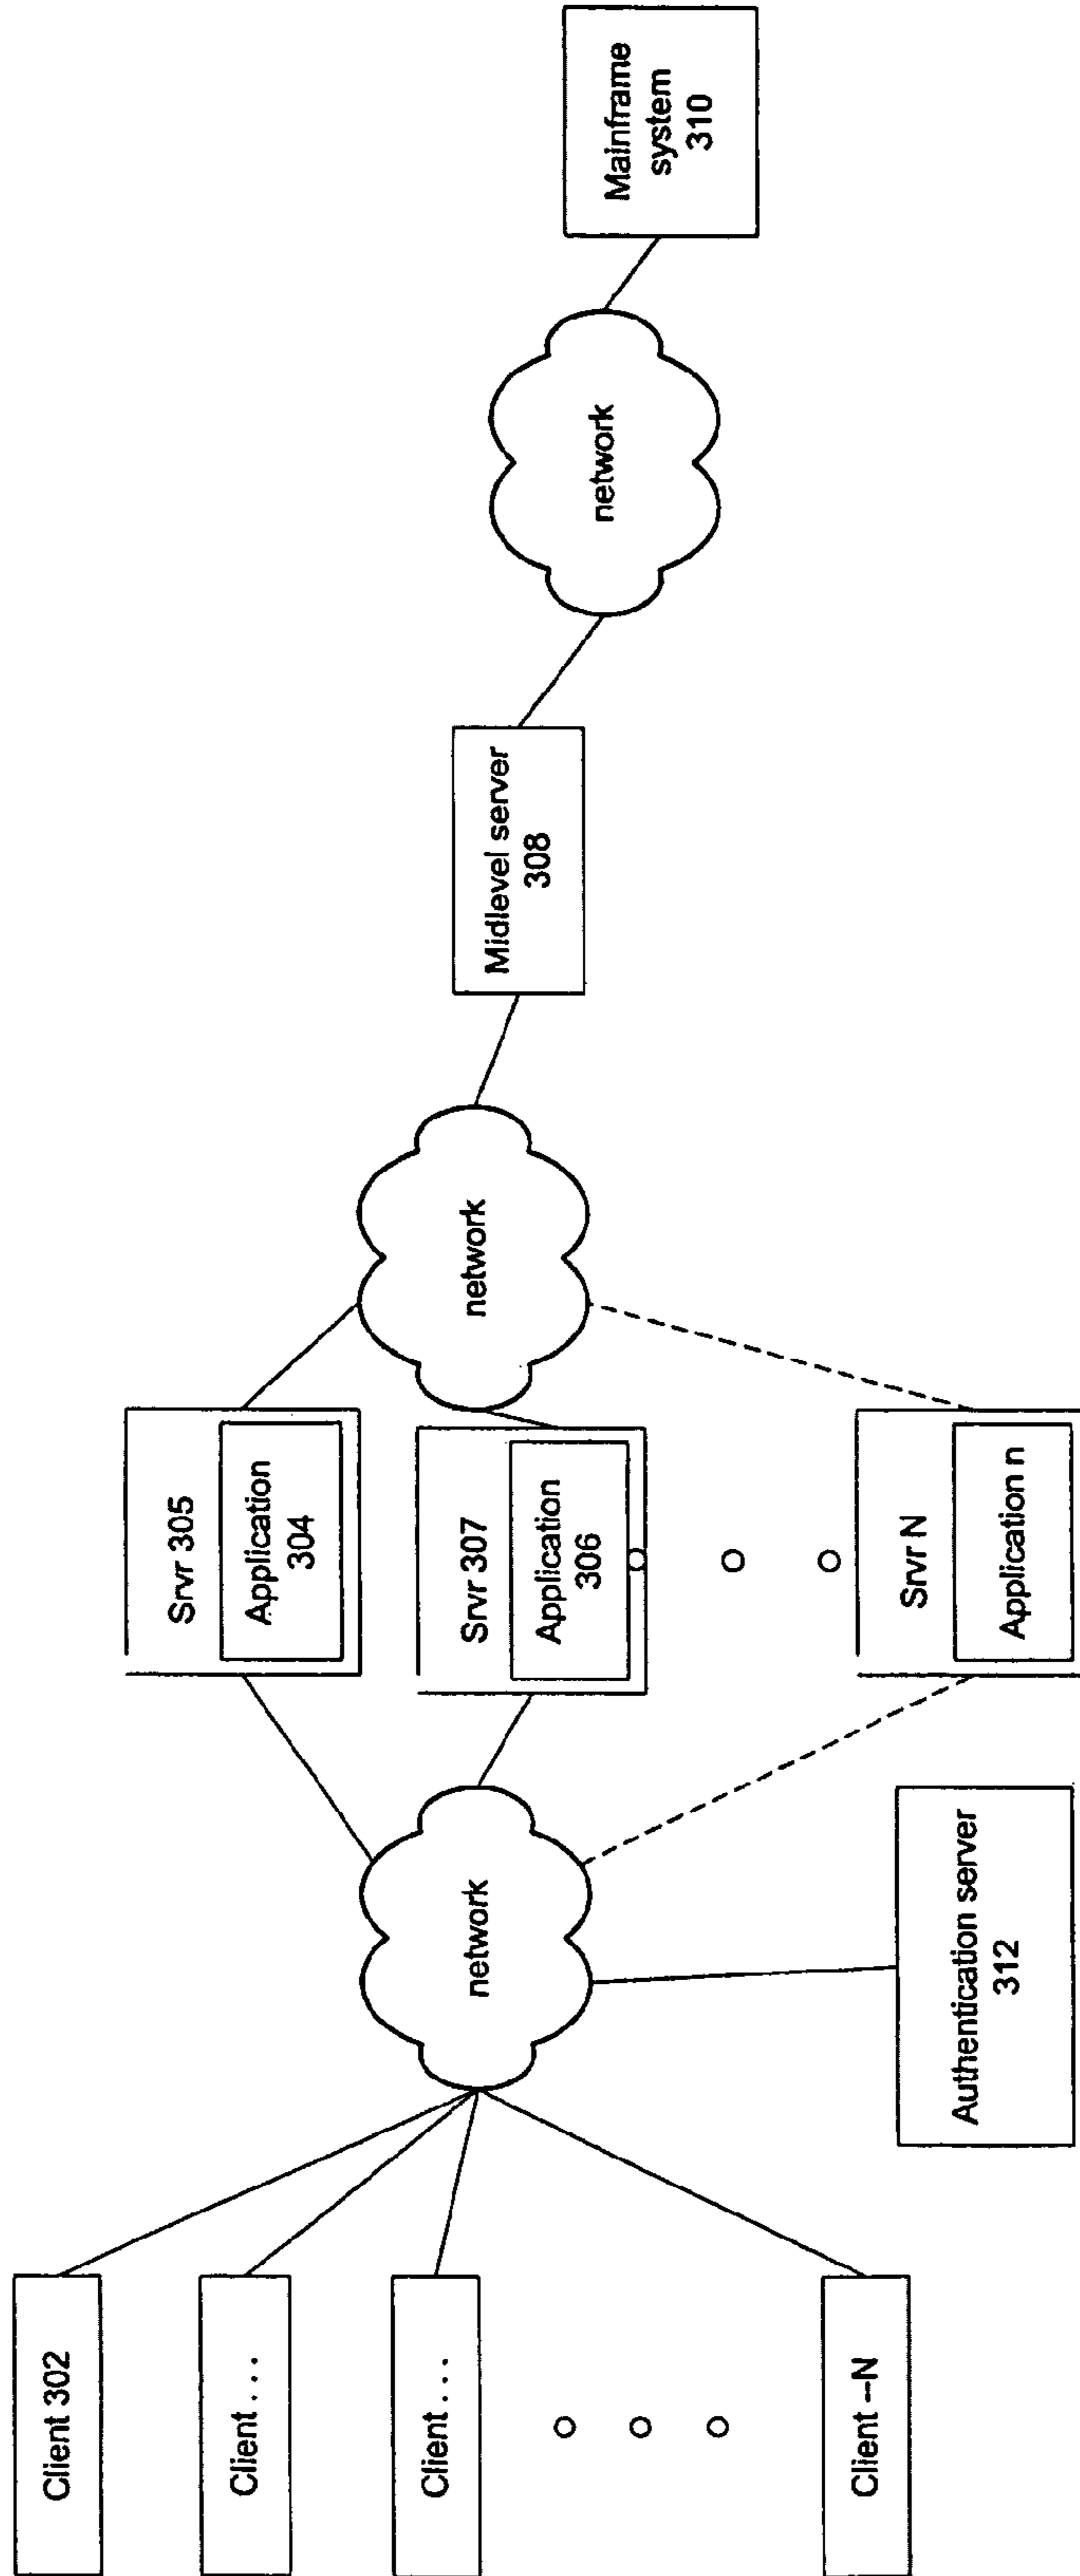 Client 302
Client . . .
Client . . .
Client --N
network
Authentication server
312
Srvr 305
Application
304
Srvr 307
Application
306
Srvr N
Application n
network
Midlevel server
308
network
Mainframe
system
310